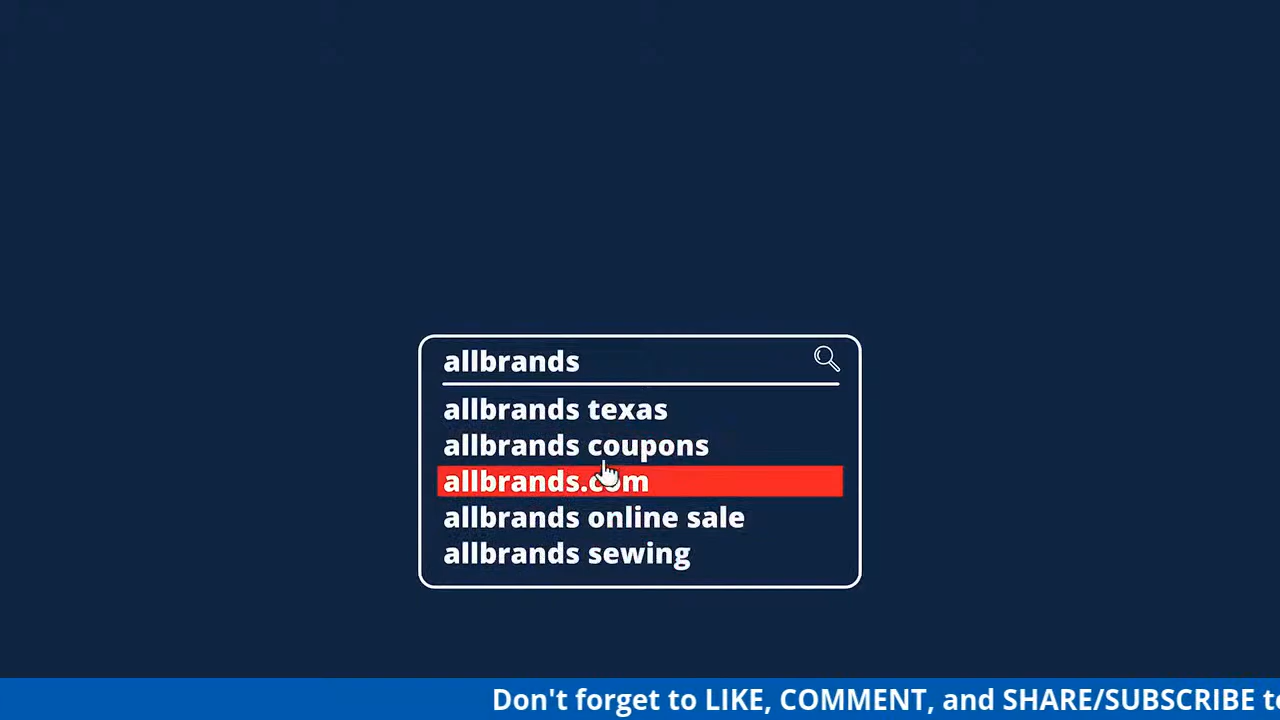 allbrands
allbrands texas
allbrands coupons
allbrands.com
allbrands online sale
allbrands sewing
Don't forget to LIKE, COMMENT, and SHARE/SUBSCRIBE to